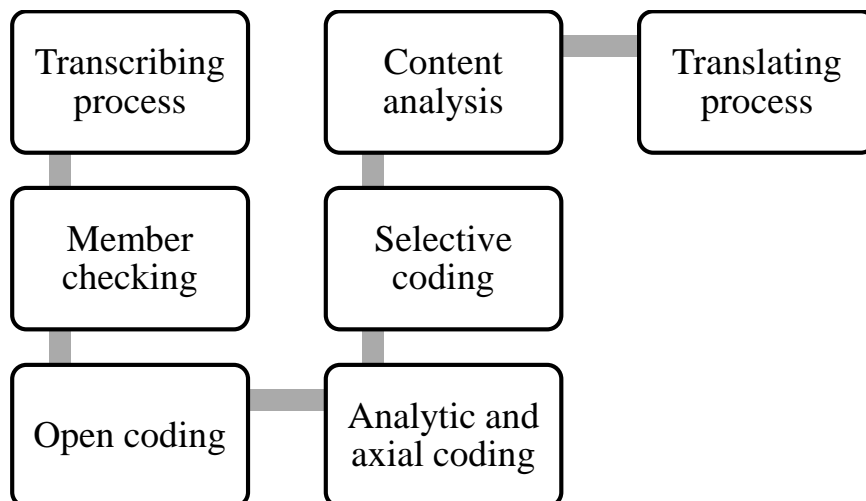 Transcribing
process
Member
checking
Open coding
Analytic and
axial coding
Selective
coding
Content
analysis
Translating
process